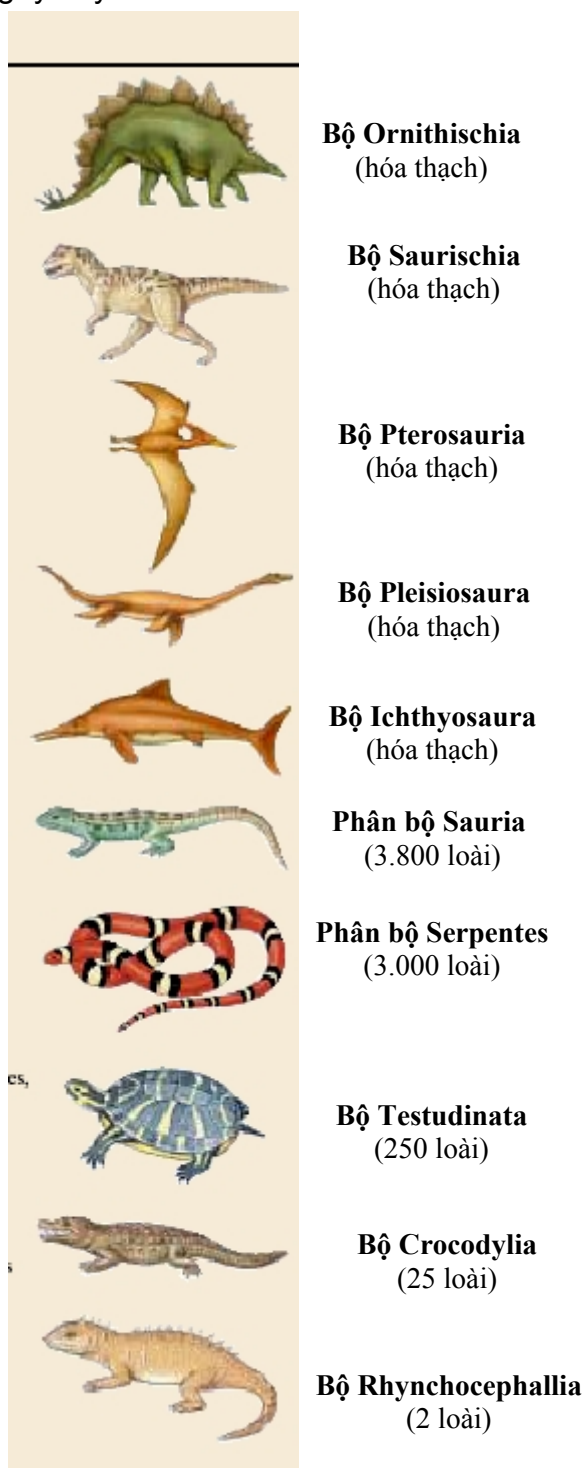 Bộ Ornithischia
(hóa thạch)
Bộ Saurischia
(hóa thạch)
Bộ Pterosauria
(hóa thạch)
Bộ Pleisiosaura
(hóa thạch)
Bộ Ichthyosaura
(hóa thạch)
Phân bộ Sauria
(3.800 loài)
Phân bộ Serpentes
(3.000 loài)
es,
Bộ Testudinata
(250 loài)
Bộ Crocodylia
(25 loài)
s
Bộ Rhynchocephallia
(2 loài)